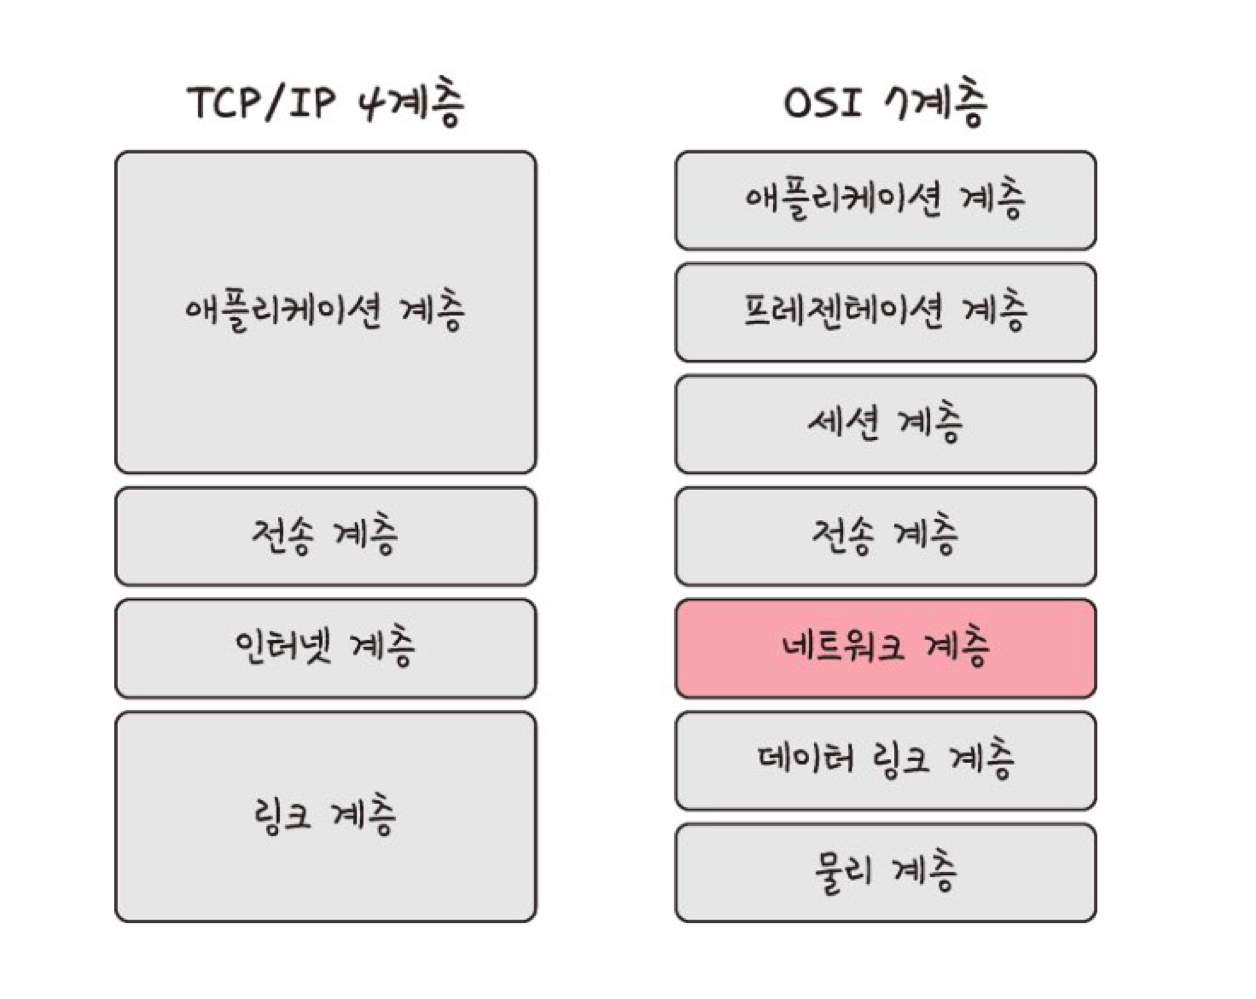 TCP/IP 4계층
애플리케이션 계층
전송 계층
인터넷 계층
링크 계층
OSI 7계층
애플리케이션 계층
프레젠테이션 계층
세션 계층
전송 계층
네트워크 계층
데이터 링크 계층
물리 계층